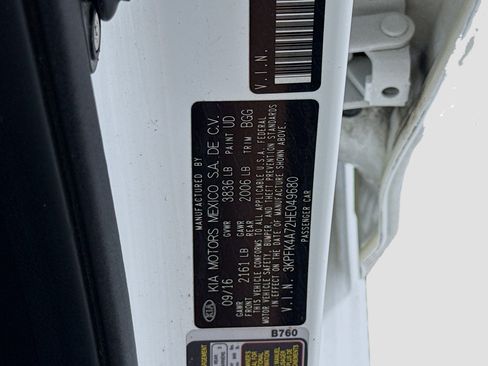 MANUFACTURED BY
KIA MOTORS MEXICO S.A. DE C.V.
09/16 GVWR 3836 LB PAINT UD
GAWR FRONT 2161 LB GAWR REAR 2006 LB TRIM BGG
THIS VEHICLE CONFORMS TO ALL APPLICABLE U.S.A. FEDERAL
MOTOR VEHICLE SAFETY, BUMPER, AND THEFT PREVENTION STANDARDS
IN EFFECT ON THE DATE OF MANUFACTURE SHOWN ABOVE.
V.I.N. 3KPFK4A72HE049680
PASSENGER CAR
KIA
V.I.N.
B760